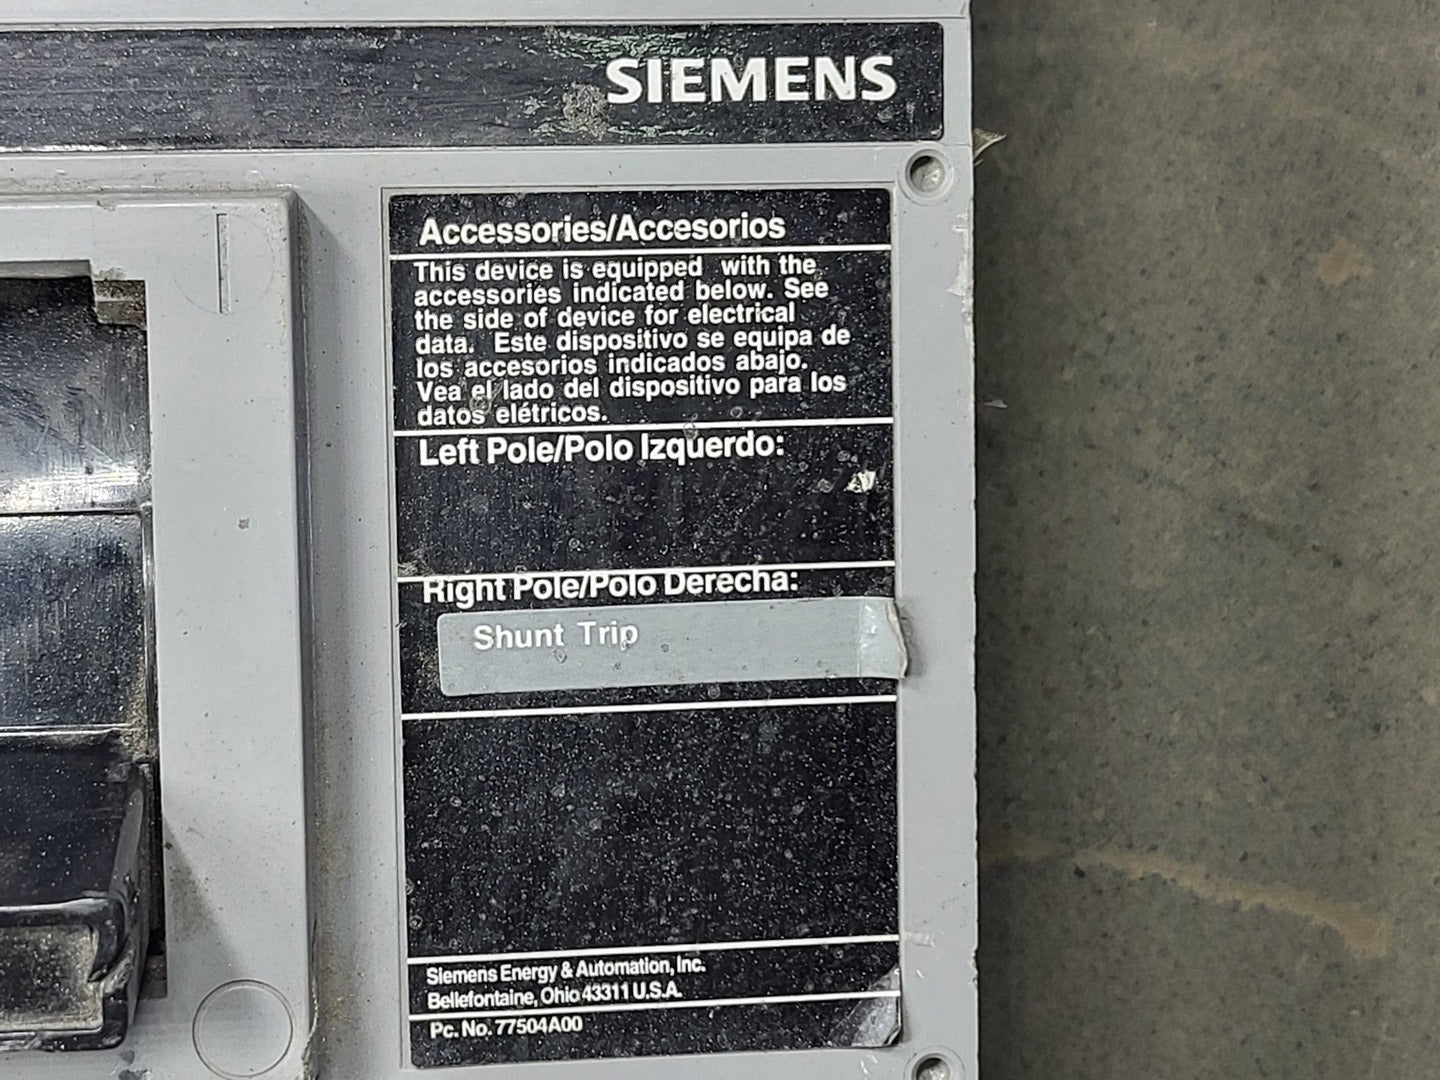 SIEMENS
Accessories/Accesorios
This device is equipped with the
accessories indicated below. See
the side of device for electrical
data. Este dispositivo se equipa de
los accesorios indicados abajo.
Vea el lado del dispositivo para los
datos elétricos.
Left Pole/Polo Izquerdo:
Right Pole/Polo Derecha:
Shunt Trip
Siemens Energy & Automation, Inc.
Bellefontaine, Ohio 43311 U.S.A.
Pc. No. 77504A00